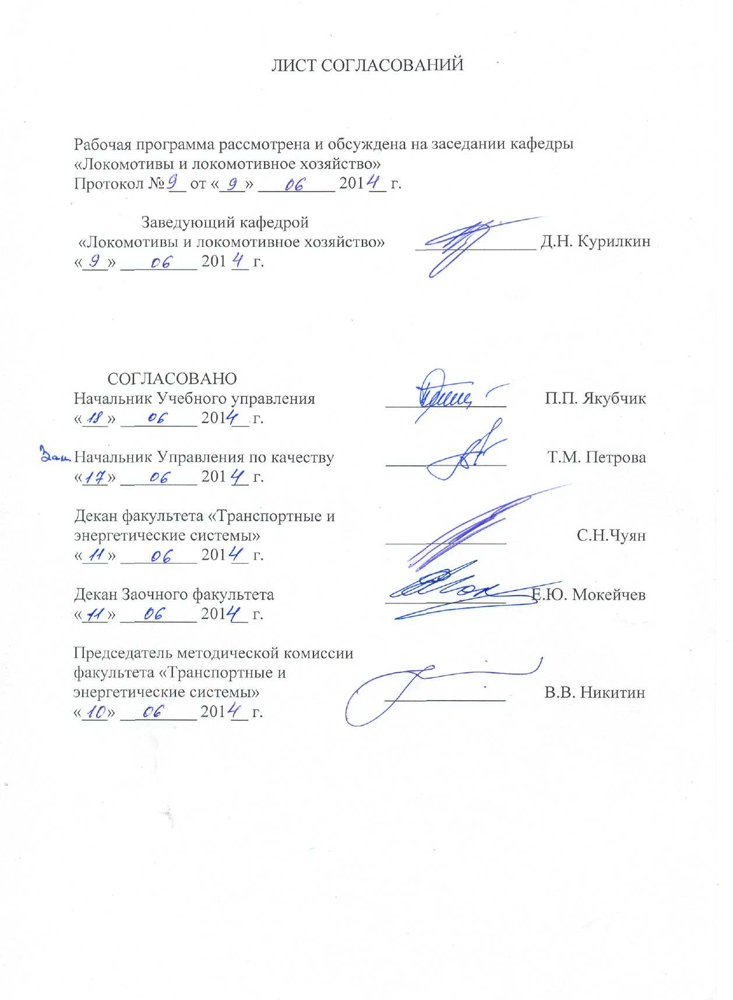 ЛИСТ СОГЛАСОВАНИЙ
Рабочая программа рассмотрена и обсуждена на заседании кафедры
«Локомотивы и локомотивное хозяйство»
Протокол № 9 от « 9 » 06 2014 г.
Заведующий кафедрой
«Локомотивы и локомотивное хозяйство» Д.Н. Курилкин
« 9 » 06 2014 г.
СОГЛАСОВАНО
Начальник Учебного управления П.П. Якубчик
« 18 » 06 2014 г.
Зам. Начальник Управления по качеству Т.М. Петрова
« 17 » 06 2014 г.
Декан факультета «Транспортные и
энергетические системы» С.Н.Чуян
« 11 » 06 2014 г.
Декан Заочного факультета Е.Ю. Мокейчев
« 11 » 06 2014 г.
Председатель методической комиссии
факультета «Транспортные и
энергетические системы» В.В. Никитин
« 10 » 06 2014 г.